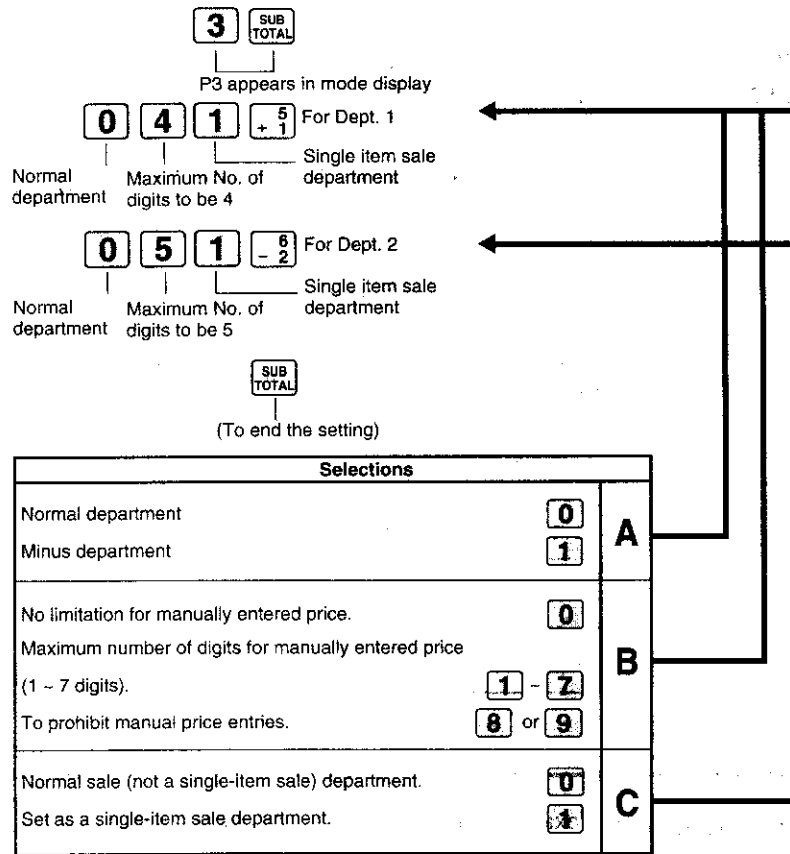 3 SUB TOTAL
P3 appears in mode display
0 4 1 + 5 1 For Dept. 1
Normal department
Maximum No. of digits to be 4
Single item sale department
0 5 1 - 6 2 For Dept. 2
Normal department
Maximum No. of digits to be 5
Single item sale department
SUB TOTAL
(To end the setting)
Selections
Normal department 0
Minus department 1
A
No limitation for manually entered price. 0
Maximum number of digits for manually entered price
(1 ~ 7 digits). 1 - 7
To prohibit manual price entries. 8 or 9
B
Normal sale (not a single-item sale) department. 0
Set as a single-item sale department. 1
C